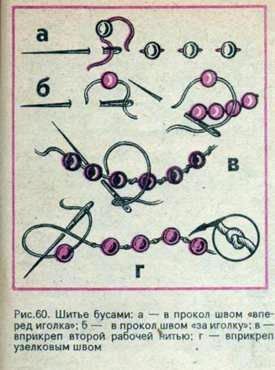 а
б
в
г
Рис.60. Шитье бусами: а — в прокол швом «впе-
ред иголка»; б — в прокол швом «за иголку»; в —
вприкреп второй рабочей нитью; г — вприкреп
узелковым швом